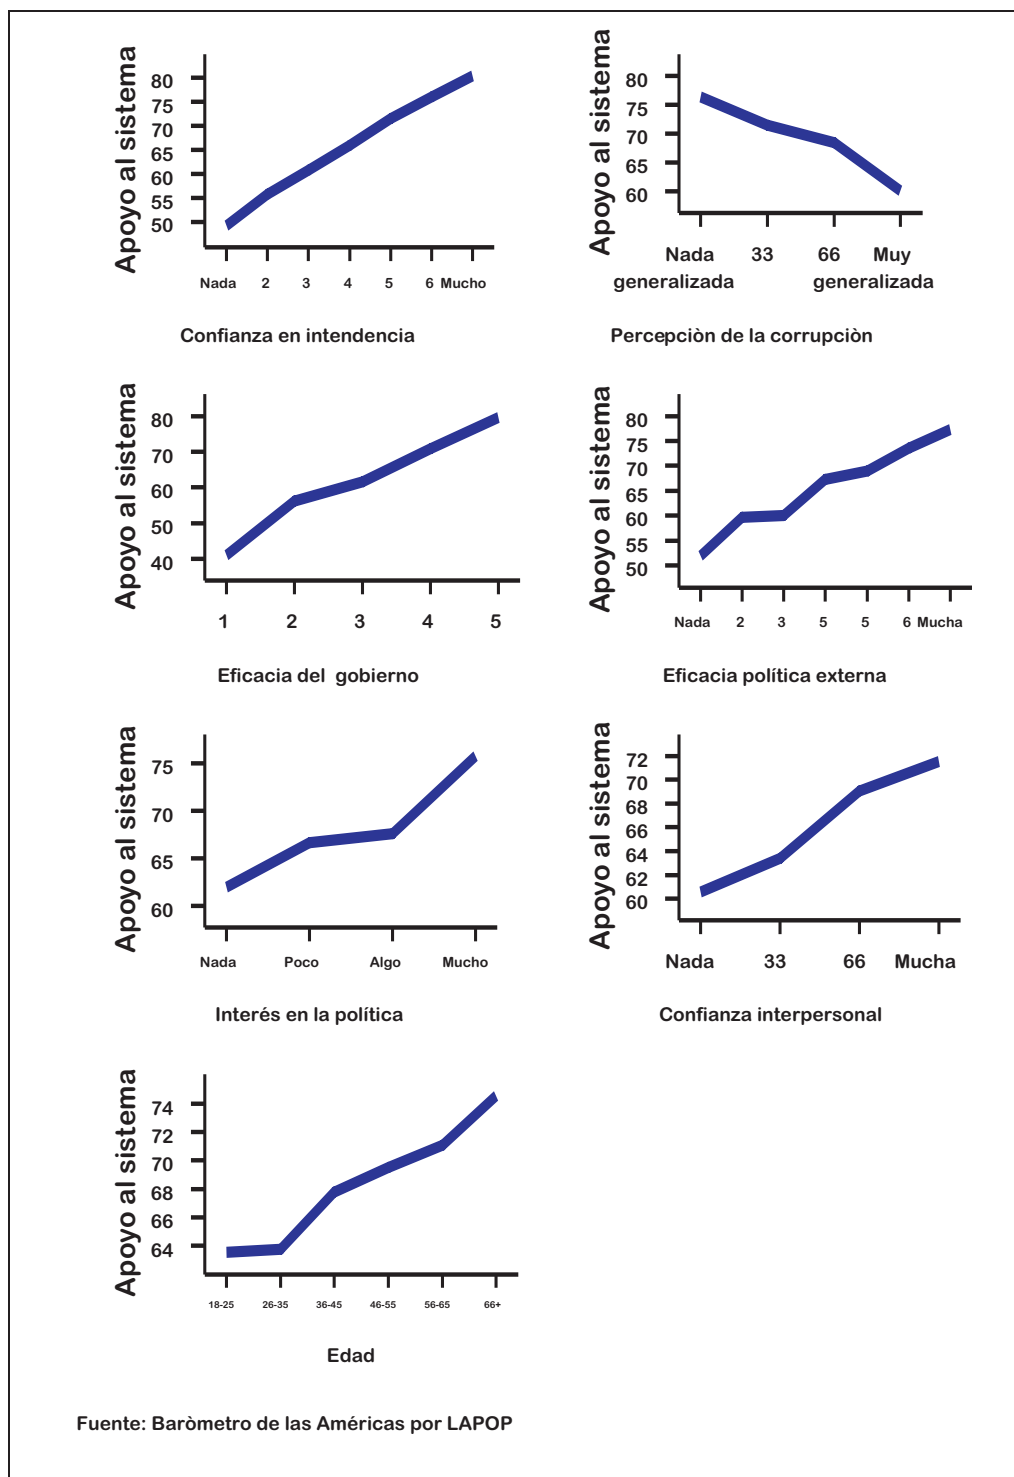 Apoyo al sistema
80
75
70
65
60
55
50
Nada 2 3 4 5 6 Mucho
Confianza en intendencia
Apoyo al sistema
80
75
70
65
60
Nada 33 66 Muy
generalizada generalizada
Percepciòn de la corrupciòn
Apoyo al sistema
80
70
60
50
40
1 2 3 4 5
Eficacia del gobierno
Apoyo al sistema
80
75
70
65
60
55
50
Nada 2 3 5 5 6 Mucha
Eficacia política externa
Apoyo al sistema
75
70
65
60
Nada Poco Algo Mucho
Interés en la política
Apoyo al sistema
72
70
68
66
64
62
60
Nada 33 66 Mucha
Confianza interpersonal
Apoyo al sistema
74
72
70
68
66
64
18-25 26-35 36-45 46-55 56-65 66+
Edad
Fuente: Baròmetro de las Américas por LAPOP